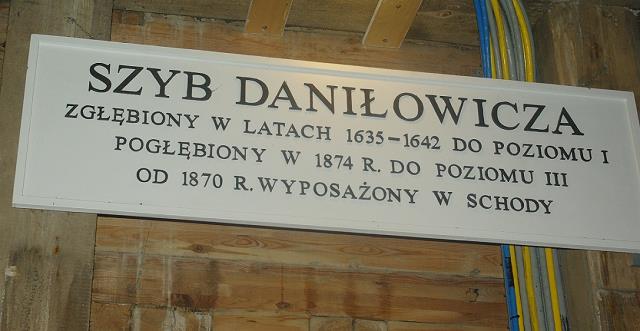 SZYB DANIŁOWICZA
ZGŁĘBIONY W LATACH 1635-1642 DO POZIOMU I
POGŁĘBIONY W 1874 R. DO POZIOMU III
OD 1870 R. WYPOSAŻONY W SCHODY